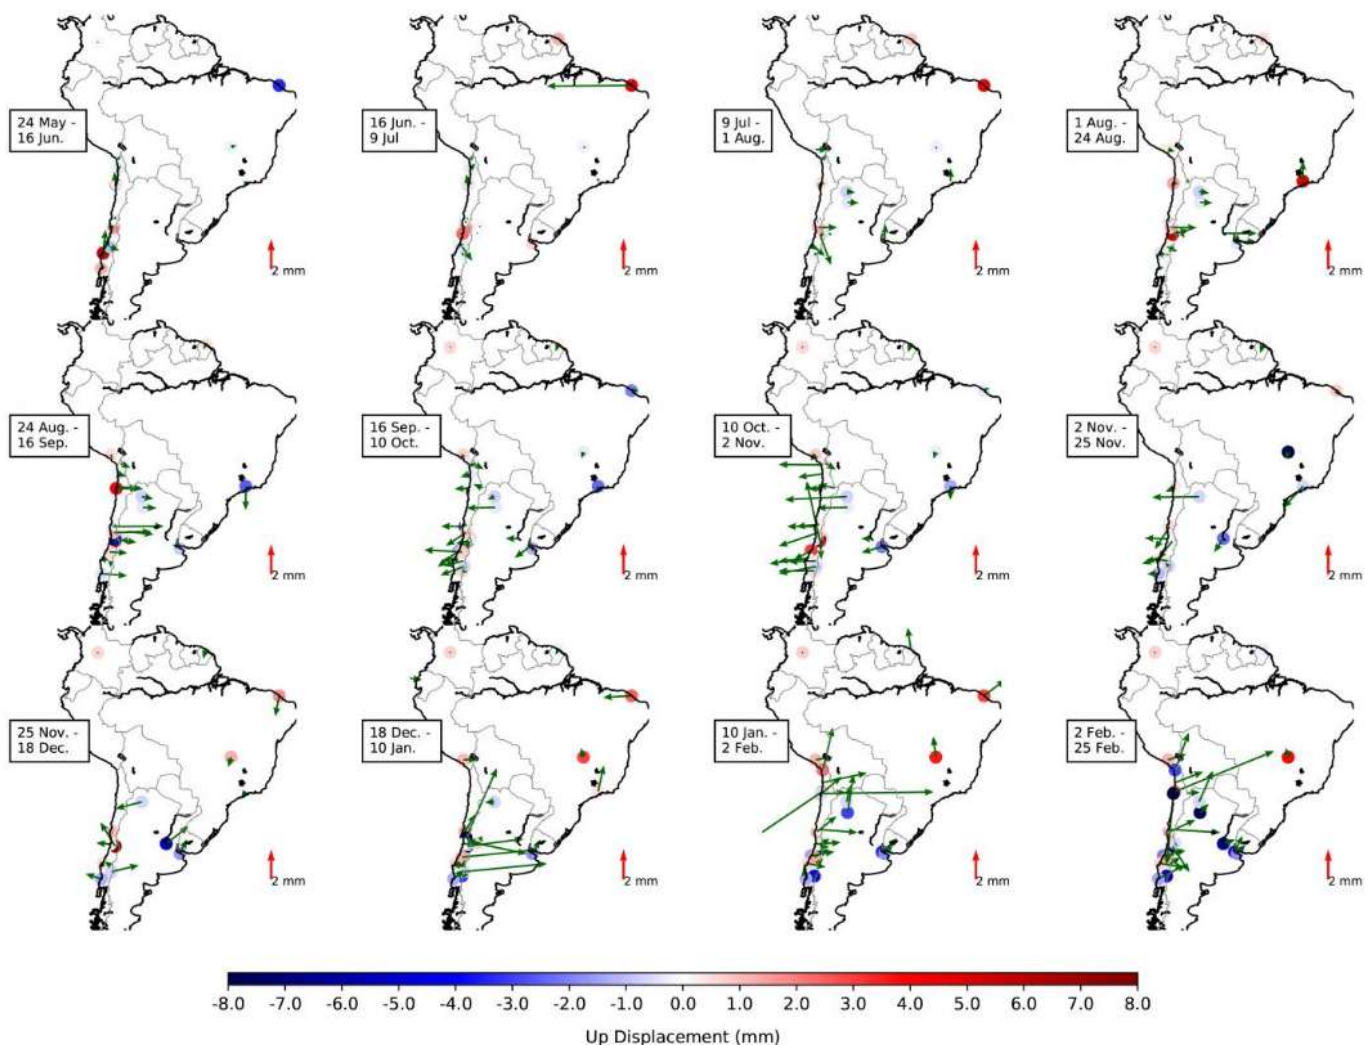 24 May -
16 Jun.
16 Jun. -
9 Jul
9 Jul -
1 Aug.
1 Aug. -
24 Aug.
2 mm
2 mm
2 mm
2 mm
24 Aug. -
16 Sep.
16 Sep. -
10 Oct.
10 Oct. -
2 Nov.
2 Nov. -
25 Nov.
2 mm
2 mm
2 mm
2 mm
25 Nov. -
18 Dec.
18 Dec. -
10 Jan.
10 Jan. -
2 Feb.
2 Feb. -
25 Feb.
2 mm
2 mm
2 mm
2 mm
-8.0 -7.0 -6.0 -5.0 -4.0 -3.0 -2.0 -1.0 0.0 1.0 2.0 3.0 4.0 5.0 6.0 7.0 8.0
Up Displacement (mm)